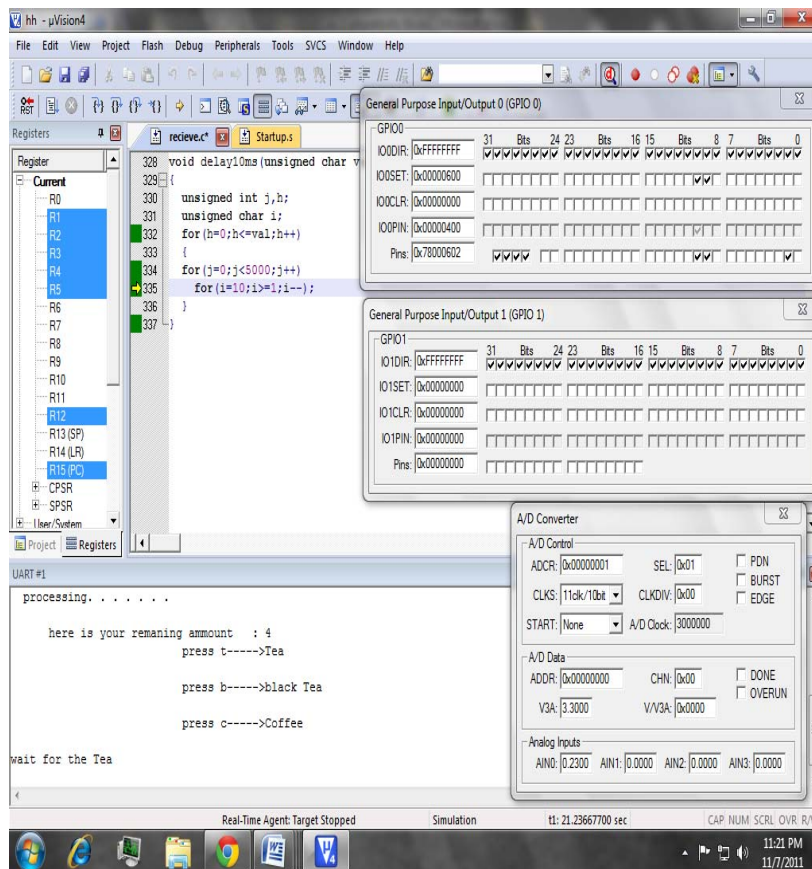 hh - µVision4
File Edit View Project Flash Debug Peripherals Tools SVCS Window Help
RST
Registers
recieve.c* Startup.s
Register
Current
R0
R1
R2
R3
R4
R5
R6
R7
R8
R9
R10
R11
R12
R13 (SP)
R14 (LR)
R15 (PC)
CPSR
SPSR
User/System
Project Registers
328 void delay10ms(unsigned char v
329 {
330 unsigned int j,h;
331 unsigned char i;
332 for(h=0;h<=val;h++)
333 {
334 for(j=0;j<5000;j++)
335 for(i=10;i>=1;i--);
336 }
337 }
General Purpose Input/Output 0 (GPIO 0)
GPIO0
31 Bits 24 23 Bits 16 15 Bits 8 7 Bits 0
IO0DIR: 0xFFFFFFFF
IO0SET: 0x00000600
IO0CLR: 0x00000000
IO0PIN: 0x00000400
Pins: 0x78000602
General Purpose Input/Output 1 (GPIO 1)
GPIO1
31 Bits 24 23 Bits 16 15 Bits 8 7 Bits 0
IO1DIR: 0xFFFFFFFF
IO1SET: 0x00000000
IO1CLR: 0x00000000
IO1PIN: 0x00000000
Pins: 0x00000000
A/D Converter
A/D Control
ADCR: 0x00000001 SEL: 0x01 PDN
BURST
CLKS: 11clk/10bit CLKDIV: 0x00 EDGE
START: None A/D Clock: 3000000
A/D Data
ADDR: 0x00000000 CHN: 0x00 DONE
OVERUN
V3A: 3.3000 V/V3A: 0x0000
Analog Inputs
AIN0: 0.2300 AIN1: 0.0000 AIN2: 0.0000 AIN3: 0.0000
UART #1
processing. . . . . . .
here is your remaning ammount : 4
press t----->Tea
press b----->black Tea
press c----->Coffee
wait for the Tea
Real-Time Agent: Target Stopped Simulation t1: 21.23667700 sec CAP NUM SCRL OVR R/
11:21 PM
11/7/2011